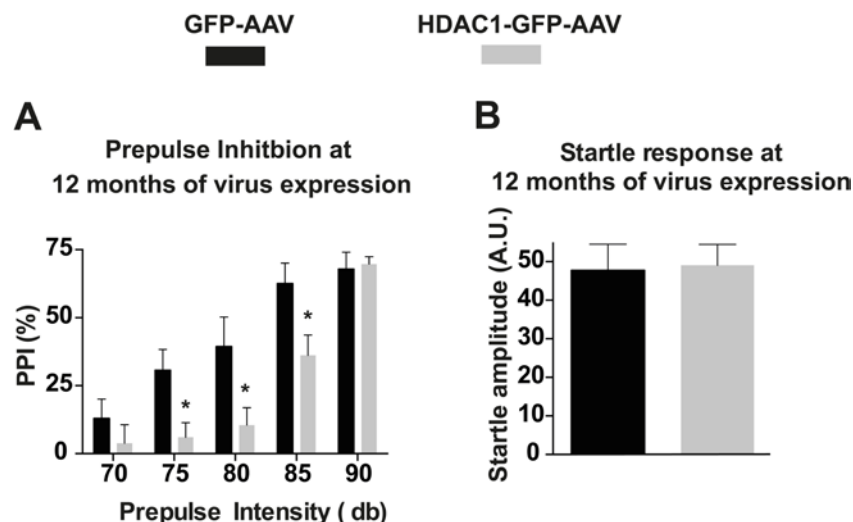 GFP-AAV HDAC1-GFP-AAV
A
Prepulse Inhitbion at
12 months of virus expression
PPI (%)
75
50
25
0
70 75 80 85 90
* * *
Prepulse Intensity ( db)
B
Startle response at
12 months of virus expression
Startle amplitude (A.U.)
50
40
30
20
10
0